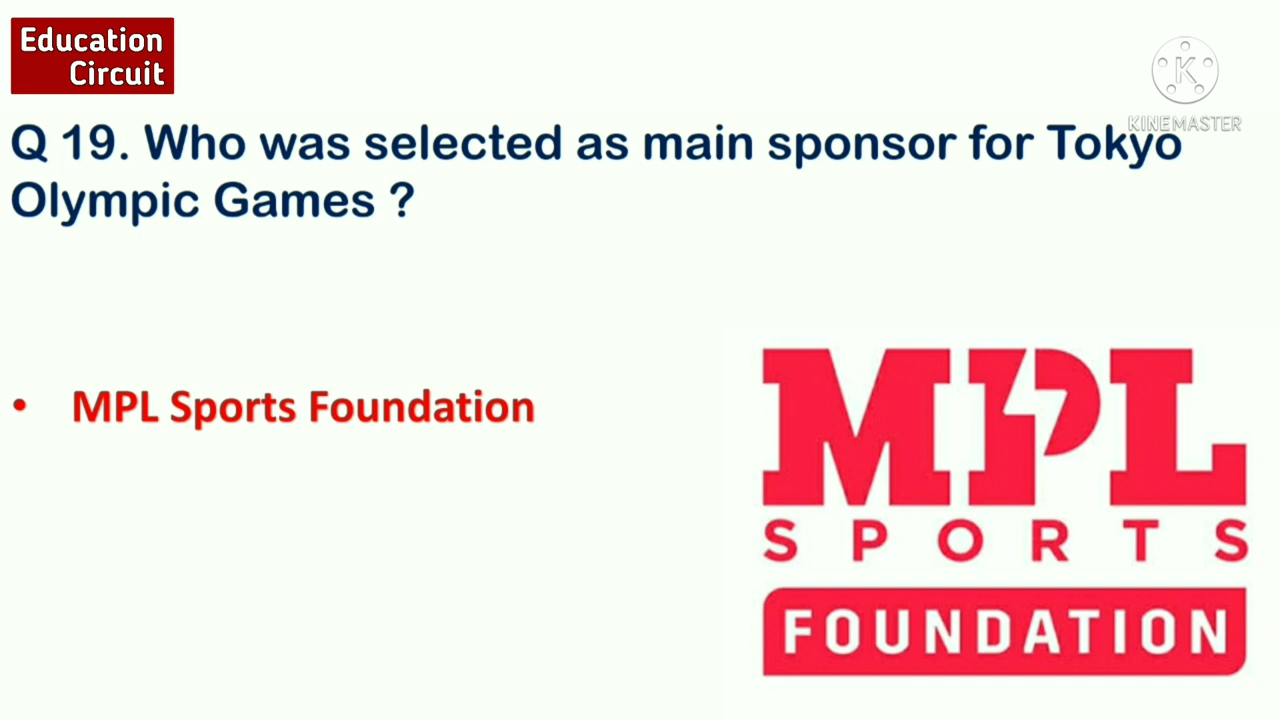 Education
Circuit
KINEMASTER
Q 19. Who was selected as main sponsor for Tokyo
Olympic Games ?
• MPL Sports Foundation
MPL
SPORTS
FOUNDATION